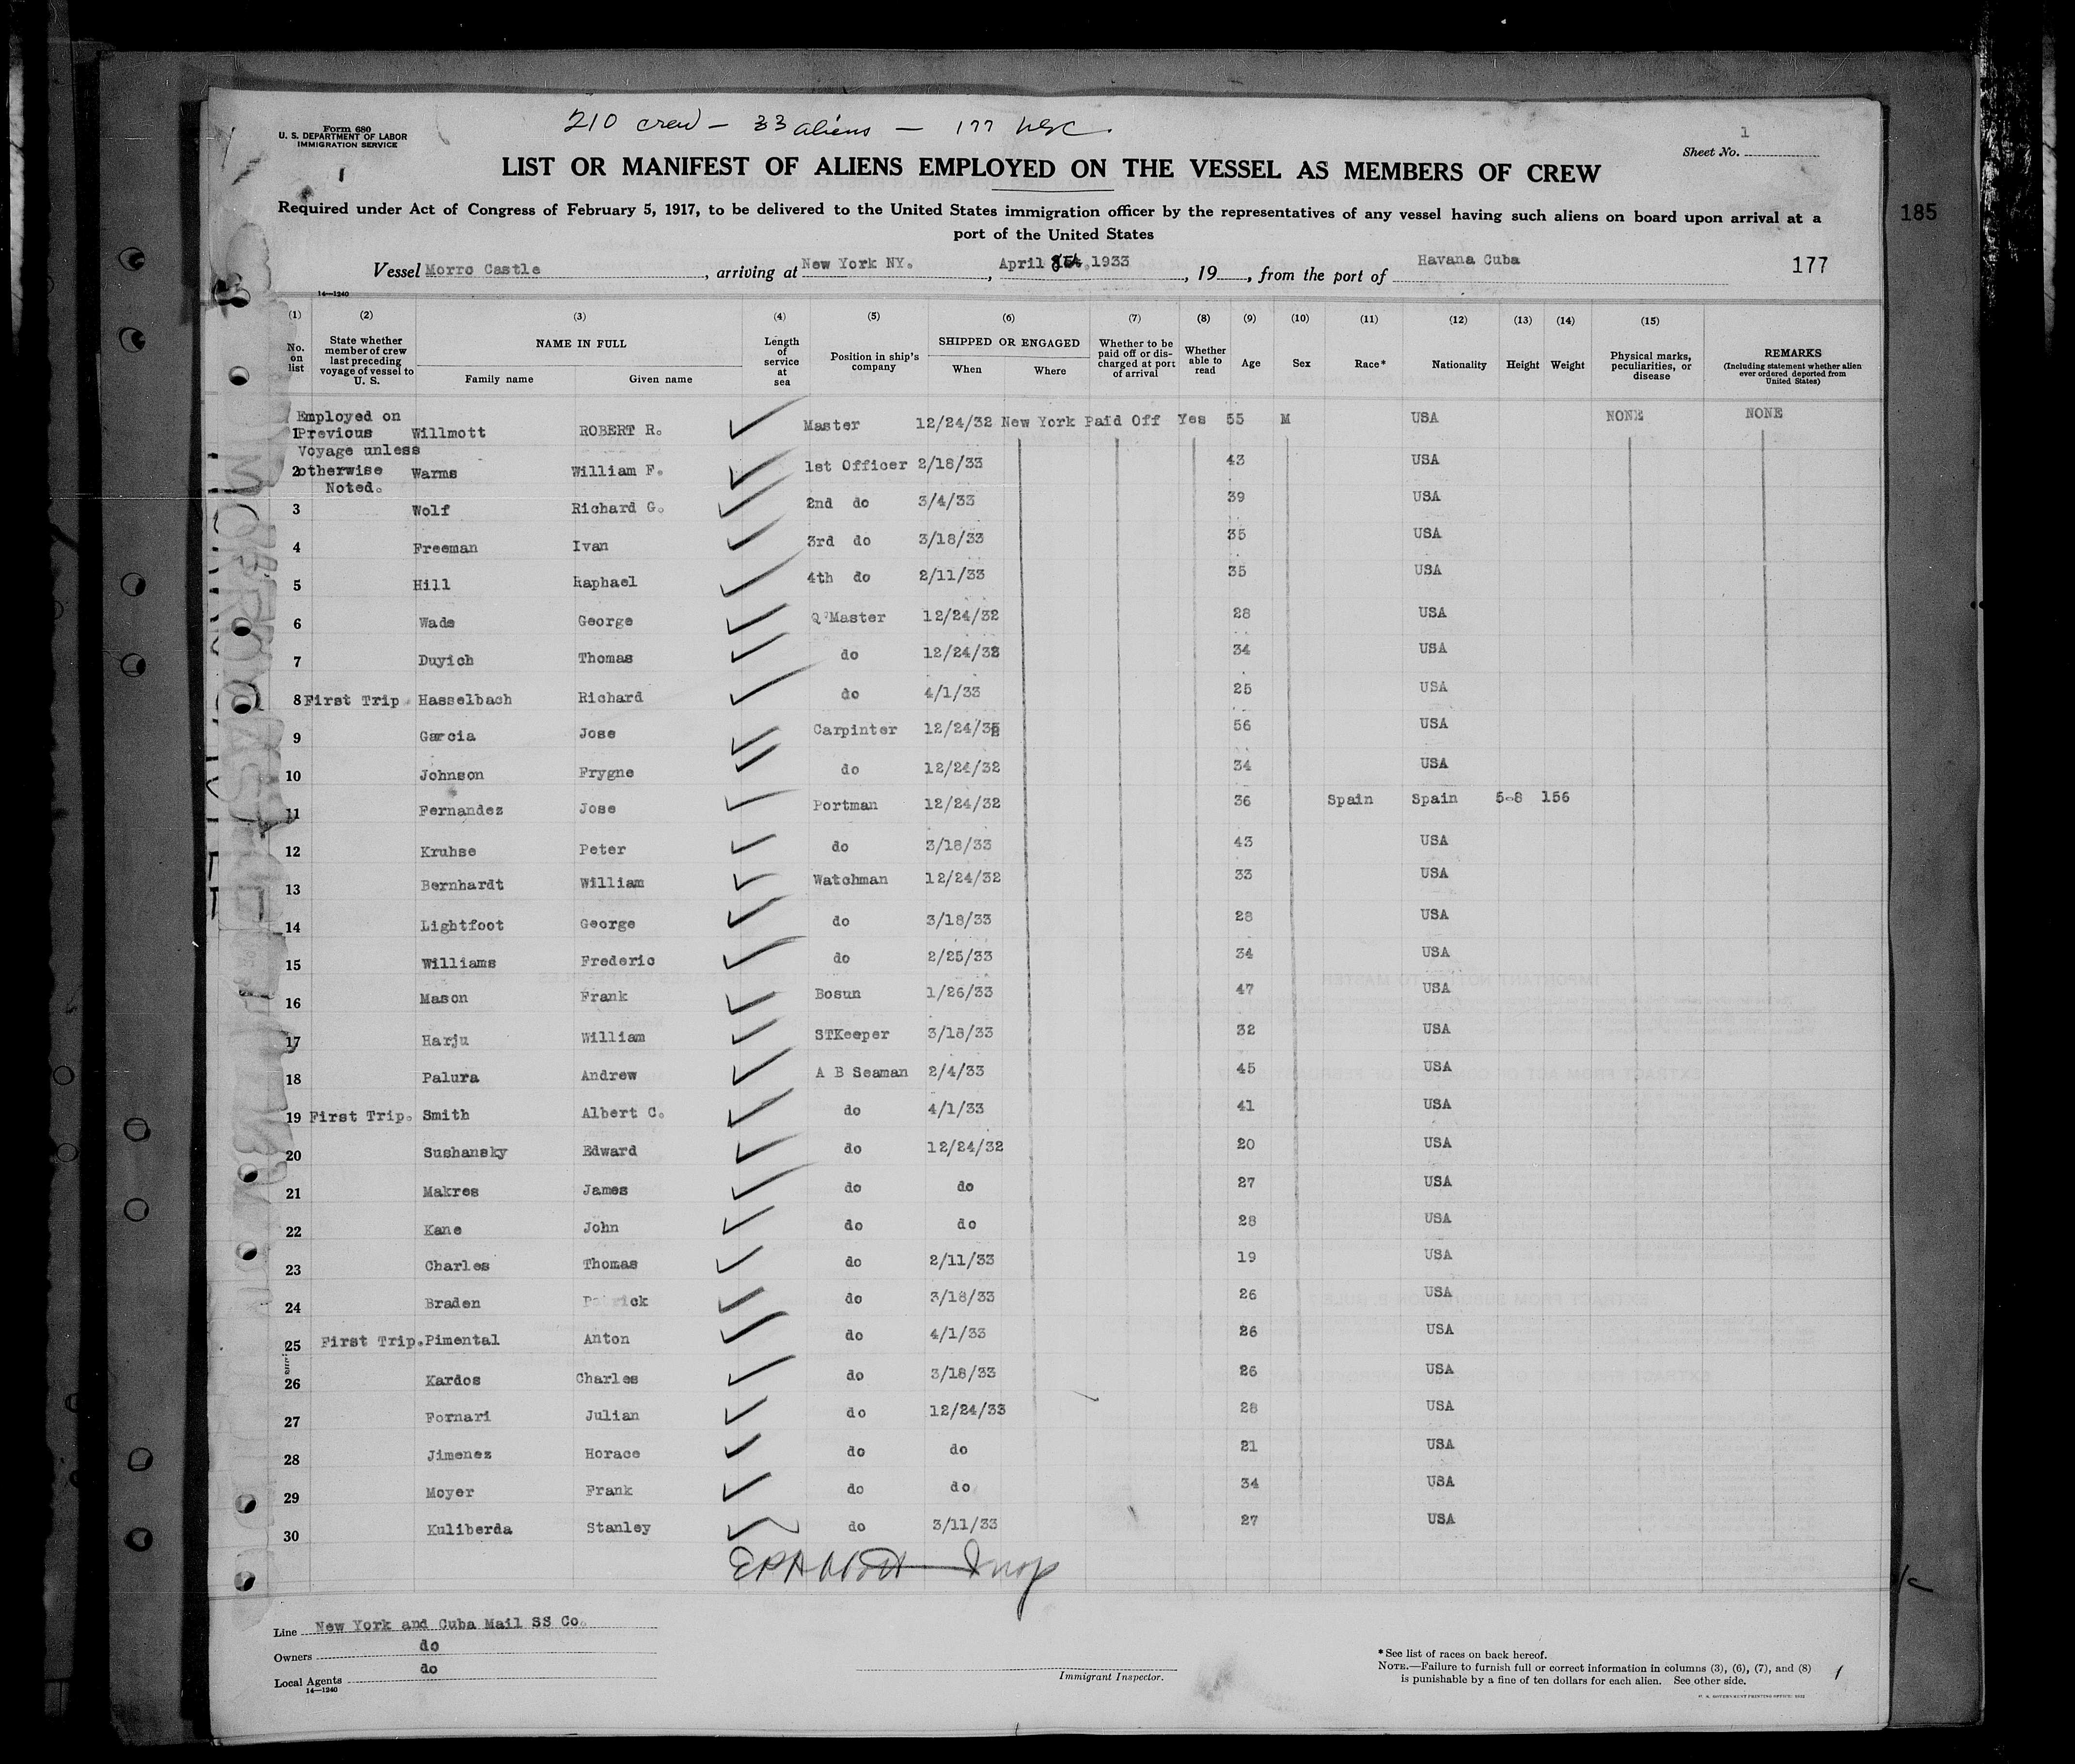 210 crew - 33 aliens - 177 USC.
Form 680
U. S. DEPARTMENT OF LABOR
IMMIGRATION SERVICE
1
Sheet No. 1
LIST OR MANIFEST OF ALIENS EMPLOYED ON THE VESSEL AS MEMBERS OF CREW
Required under Act of Congress of February 5, 1917, to be delivered to the United States immigration officer by the representatives of any vessel having such aliens on board upon arrival at a
port of the United States
185
Vessel Morro Castle, arriving at New York NY., April 1933, 19, from the port of Havana Cuba 177
14-1240
(1) (2) (3) (4) (5) (6) (7) (8) (9) (10) (11) (12) (13) (14) (15)
No. on list
State whether member of crew last preceding voyage of vessel to U. S.
NAME IN FULL
Family name Given name
Length of service at sea
Position in ship's company
SHIPPED OR ENGAGED
When Where
Whether to be paid off or discharged at port of arrival
Whether able to read
Age Sex Race* Nationality Height Weight
Physical marks, peculiarities, or disease
REMARKS
(Including statement whether alien ever ordered deported from United States)
Employed on Previous Voyage unless otherwise Noted.
1 Willmott ROBERT R. Master 12/24/32 New York Paid Off Yes 55 M USA NONE NONE
2 Warms William F. 1st Officer 2/18/33 43 USA
3 Wolf Richard G. 2nd do 3/4/33 39 USA
4 Freeman Ivan 3rd do 3/18/33 35 USA
5 Hill Raphael 4th do 2/11/33 35 USA
6 Wade George Q'Master 12/24/32 28 USA
7 Duyich Thomas do 12/24/32 34 USA
8 First Trip Hasselbach Richard do 4/1/33 25 USA
9 Garcia Jose Carpinter 12/24/32 56 USA
10 Johnson Frygne do 12/24/32 34 USA
11 Fernandez Jose Portman 12/24/32 36 Spain Spain 5-8 156
12 Kruhse Peter do 3/18/33 43 USA
13 Bernhardt William Watchman 12/24/32 33 USA
14 Lightfoot George do 3/18/33 28 USA
15 Williams Frederic do 2/25/33 34 USA
16 Mason Frank Bosun 1/26/33 47 USA
17 Harju William STKeeper 3/18/33 32 USA
18 Palura Andrew A B Seaman 2/4/33 45 USA
19 First Trip. Smith Albert C. do 4/1/33 41 USA
20 Sushansky Edward do 12/24/32 20 USA
21 Makres James do do 27 USA
22 Kane John do do 28 USA
23 Charles Thomas do 2/11/33 19 USA
24 Braden Patrick do 3/18/33 26 USA
25 First Trip. Pimental Anton do 4/1/33 26 USA
26 Kardos Charles do 3/18/33 26 USA
27 Fornari Julian do 12/24/33 28 USA
28 Jimenez Horace do do 21 USA
29 Moyer Frank do do 34 USA
30 Kuliberda Stanley do 3/11/33 27 USA
Line New York and Cuba Mail SS Co.
Owners do
Local Agents do
14-1240
Immigrant Inspector.
*See list of races on back hereof.
NOTE.—Failure to furnish full or correct information in columns (3), (6), (7), and (8)
is punishable by a fine of ten dollars for each alien. See other side.
U. S. GOVERNMENT PRINTING OFFICE: 1932
1